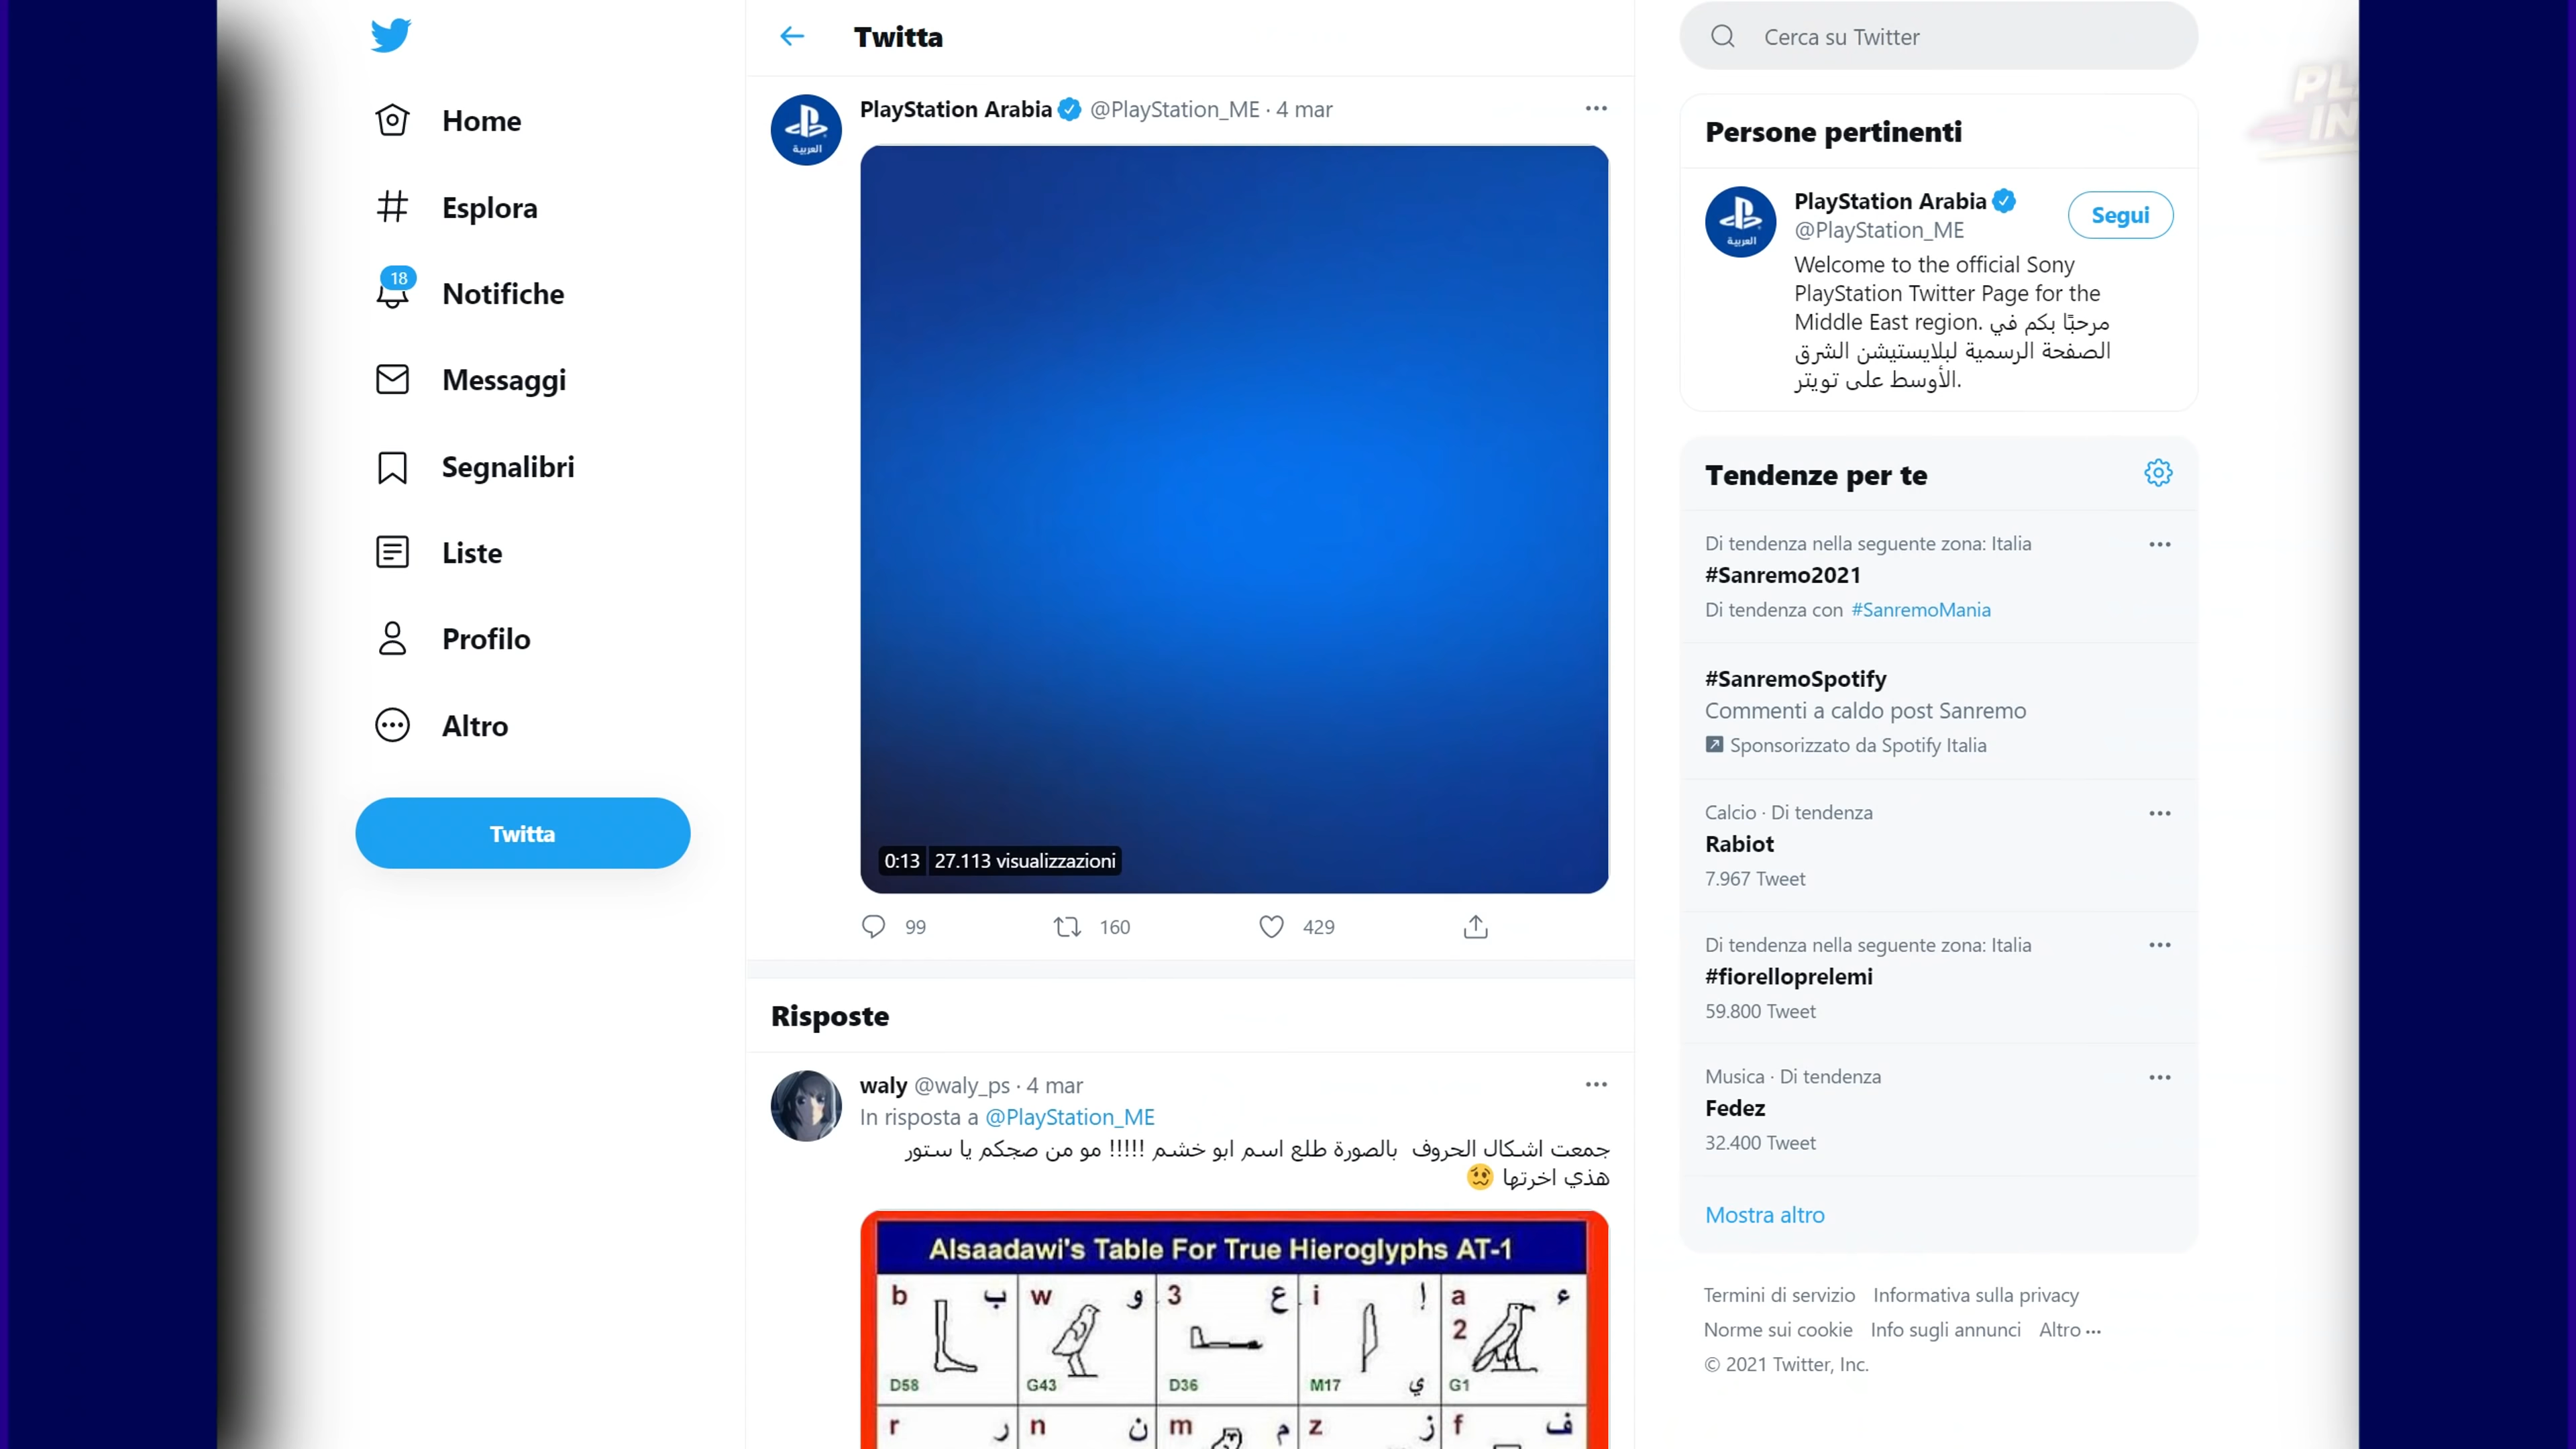 Home
Esplora
18
Notifiche
Messaggi
Segnalibri
Liste
Profilo
Altro
Twitta
Twitta
PlayStation Arabia @PlayStation_ME · 4 mar
العربية
0:13 27.113 visualizzazioni
99 160 429
Risposte
waly @waly_ps · 4 mar
In risposta a @PlayStation_ME
جمعت اشكال الحروف بالصورة طلع اسم ابو خشم !!!!! مو من صجكم يا ستور
هذي اخرتها 🥴
Alsaadawi's Table For True Hieroglyphs AT-1
b ب w و 3 ع i إ a ء
2
D58 G43 D36 M17 ي G1
r ر n ن m م z ز f ف
Cerca su Twitter
Persone pertinenti
PlayStation Arabia
@PlayStation_ME
Segui
العربية
Welcome to the official Sony
PlayStation Twitter Page for the
Middle East region. مرحبًا بكم في
الصفحة الرسمية لبلايستيشن الشرق
الأوسط على تويتر.
Tendenze per te
Di tendenza nella seguente zona: Italia
#Sanremo2021
Di tendenza con #SanremoMania
#SanremoSpotify
Commenti a caldo post Sanremo
Sponsorizzato da Spotify Italia
Calcio · Di tendenza
Rabiot
7.967 Tweet
Di tendenza nella seguente zona: Italia
#fiorelloprelemi
59.800 Tweet
Musica · Di tendenza
Fedez
32.400 Tweet
Mostra altro
Termini di servizio Informativa sulla privacy
Norme sui cookie Info sugli annunci Altro ···
© 2021 Twitter, Inc.